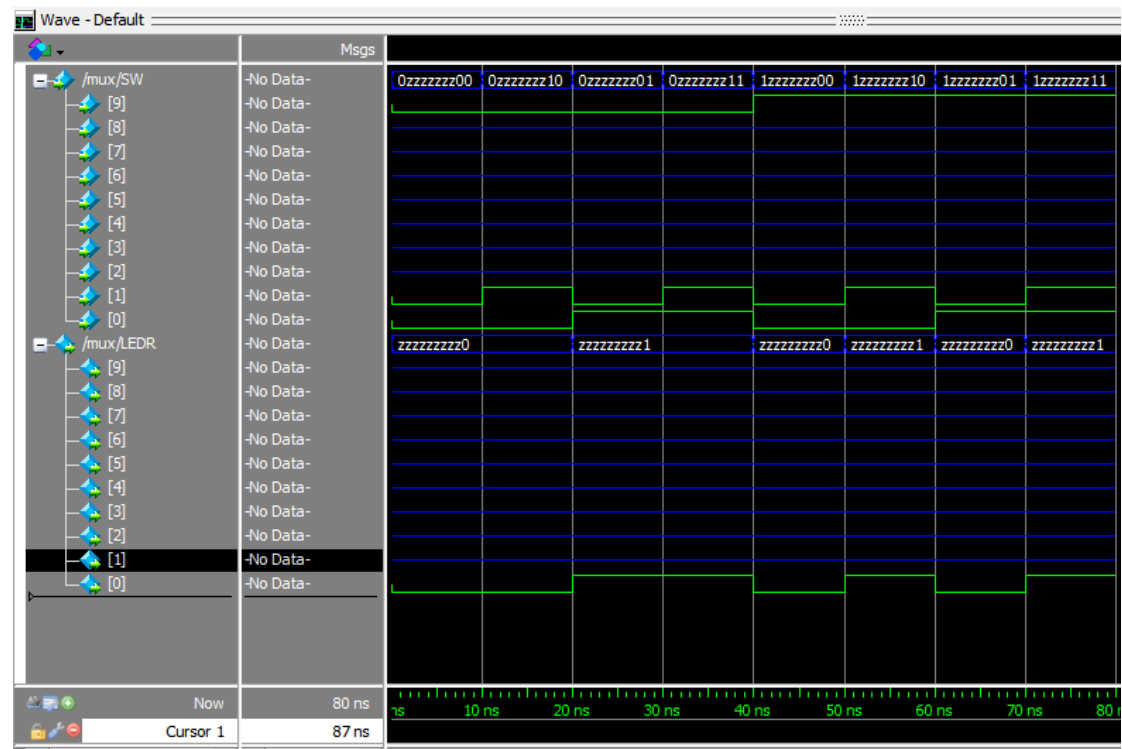 Wave - Default
Msgs
/mux/SW -No Data- 0zzzzzzz00 0zzzzzzz10 0zzzzzzz01 0zzzzzzz11 1zzzzzzz00 1zzzzzzz10 1zzzzzzz01 1zzzzzzz11
[9] -No Data-
[8] -No Data-
[7] -No Data-
[6] -No Data-
[5] -No Data-
[4] -No Data-
[3] -No Data-
[2] -No Data-
[1] -No Data-
[0] -No Data-
/mux/LEDR -No Data- zzzzzzzzz0 zzzzzzzzz1 zzzzzzzzz0 zzzzzzzzz1 zzzzzzzzz0 zzzzzzzzz1
[9] -No Data-
[8] -No Data-
[7] -No Data-
[6] -No Data-
[5] -No Data-
[4] -No Data-
[3] -No Data-
[2] -No Data-
[1] -No Data-
[0] -No Data-
Now 80 ns
ns 10 ns 20 ns 30 ns 40 ns 50 ns 60 ns 70 ns 80
Cursor 1 87 ns